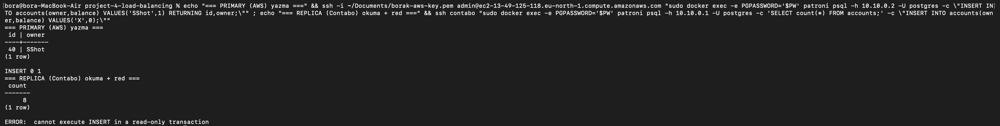 [bora@bora-MacBook-Air project-4-load-balancing % echo "=== PRIMARY (AWS) yazma ===" && ssh -i ~/Documents/borak-aws-key.pem admin@ec2-13-49-125-118.eu-north-1.compute.amazonaws.com "sudo docker exec -e PGPASSWORD='$PW' patroni psql -h 10.10.0.2 -U postgres -c \"INSERT IN]
TO accounts(owner,balance) VALUES('SShot',1) RETURNING id,owner;\"" ; echo "=== REPLICA (Contabo) okuma + red ===" && ssh contabo "sudo docker exec -e PGPASSWORD='$PW' patroni psql -h 10.10.0.1 -U postgres -c 'SELECT count(*) FROM accounts;' -c \"INSERT INTO accounts(own
er,balance) VALUES('X',0);\""
=== PRIMARY (AWS) yazma ===
 id | owner
----+-------
 40 | SShot
(1 row)

INSERT 0 1
=== REPLICA (Contabo) okuma + red ===
 count
-------
     8
(1 row)

ERROR:  cannot execute INSERT in a read-only transaction